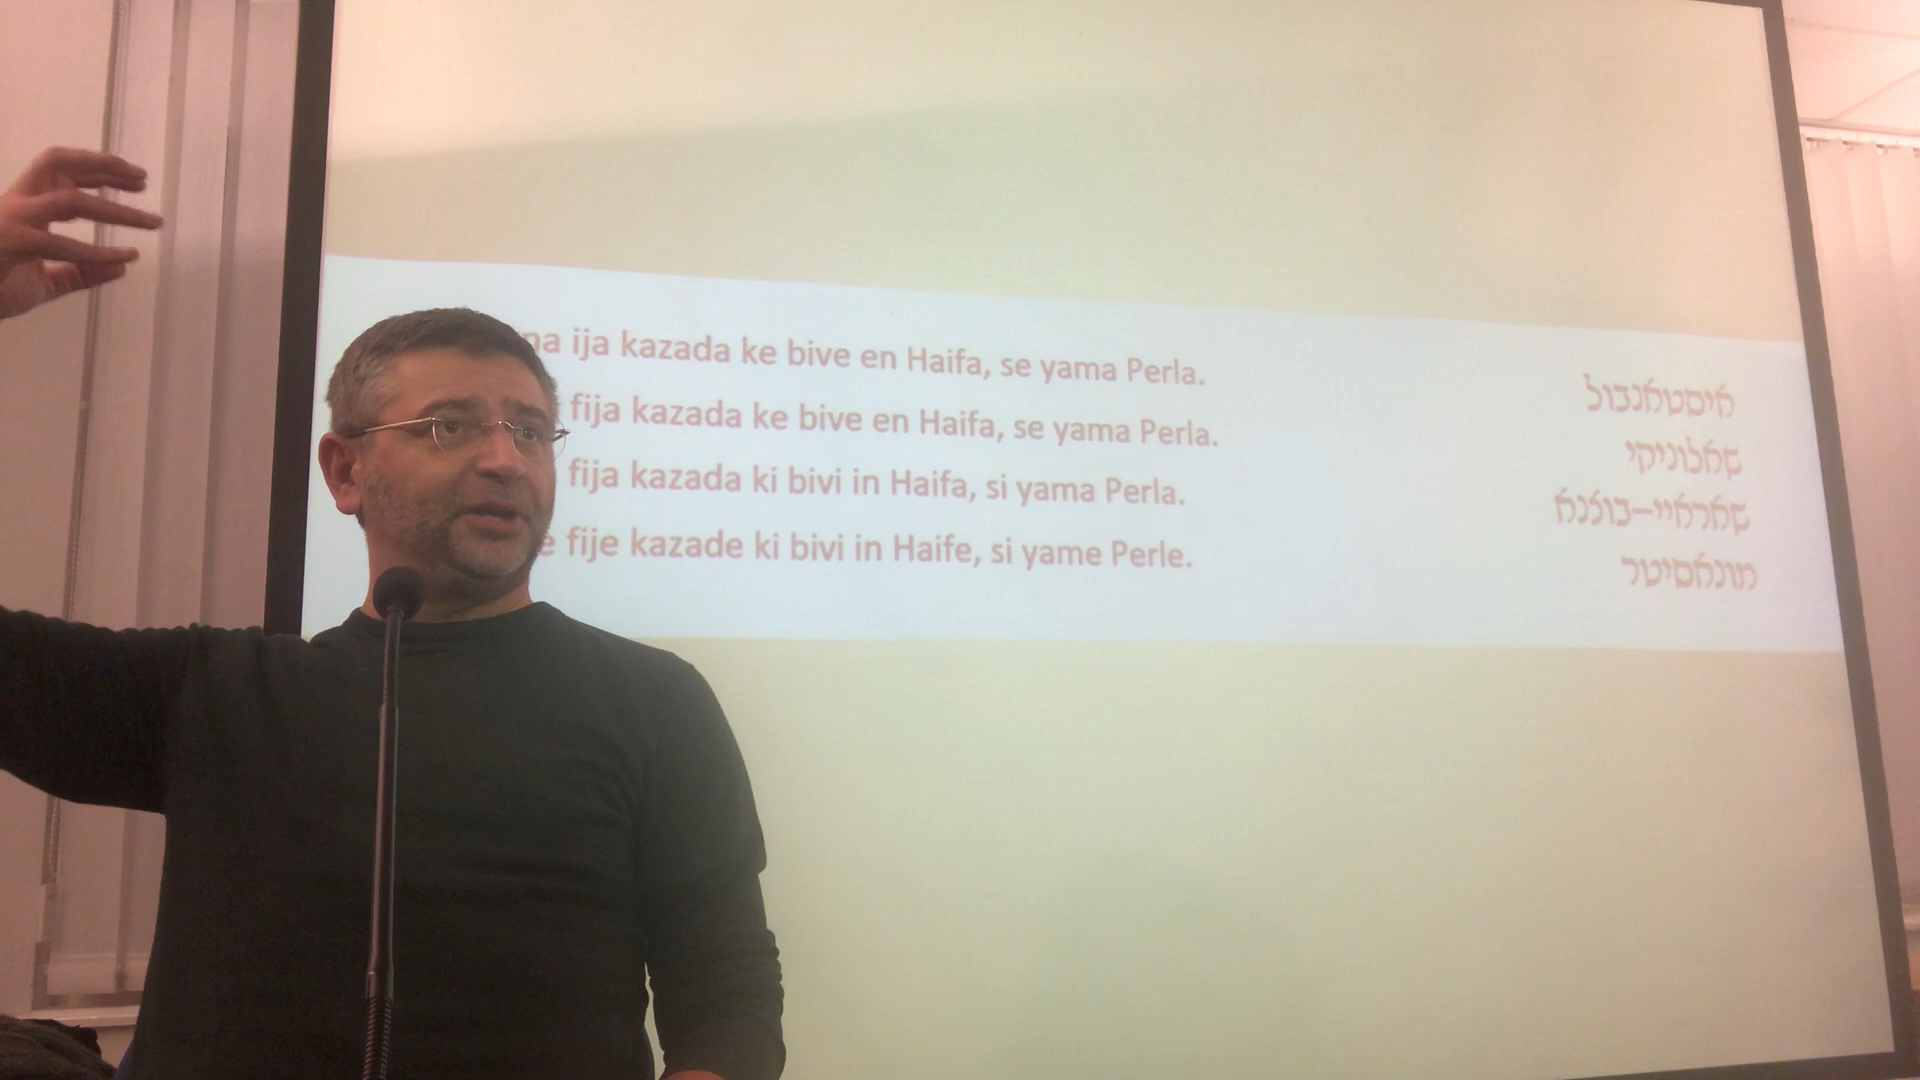 ija kazada ke bive en Haifa, se yama Perla. איסטאנבול
fija kazada ke bive en Haifa, se yama Perla. שאלוניקי
fija kazada ki bivi in Haifa, si yama Perla. שאראיי-בוסנא
fije kazade ki bivi in Haife, si yame Perle. מונאסיטר